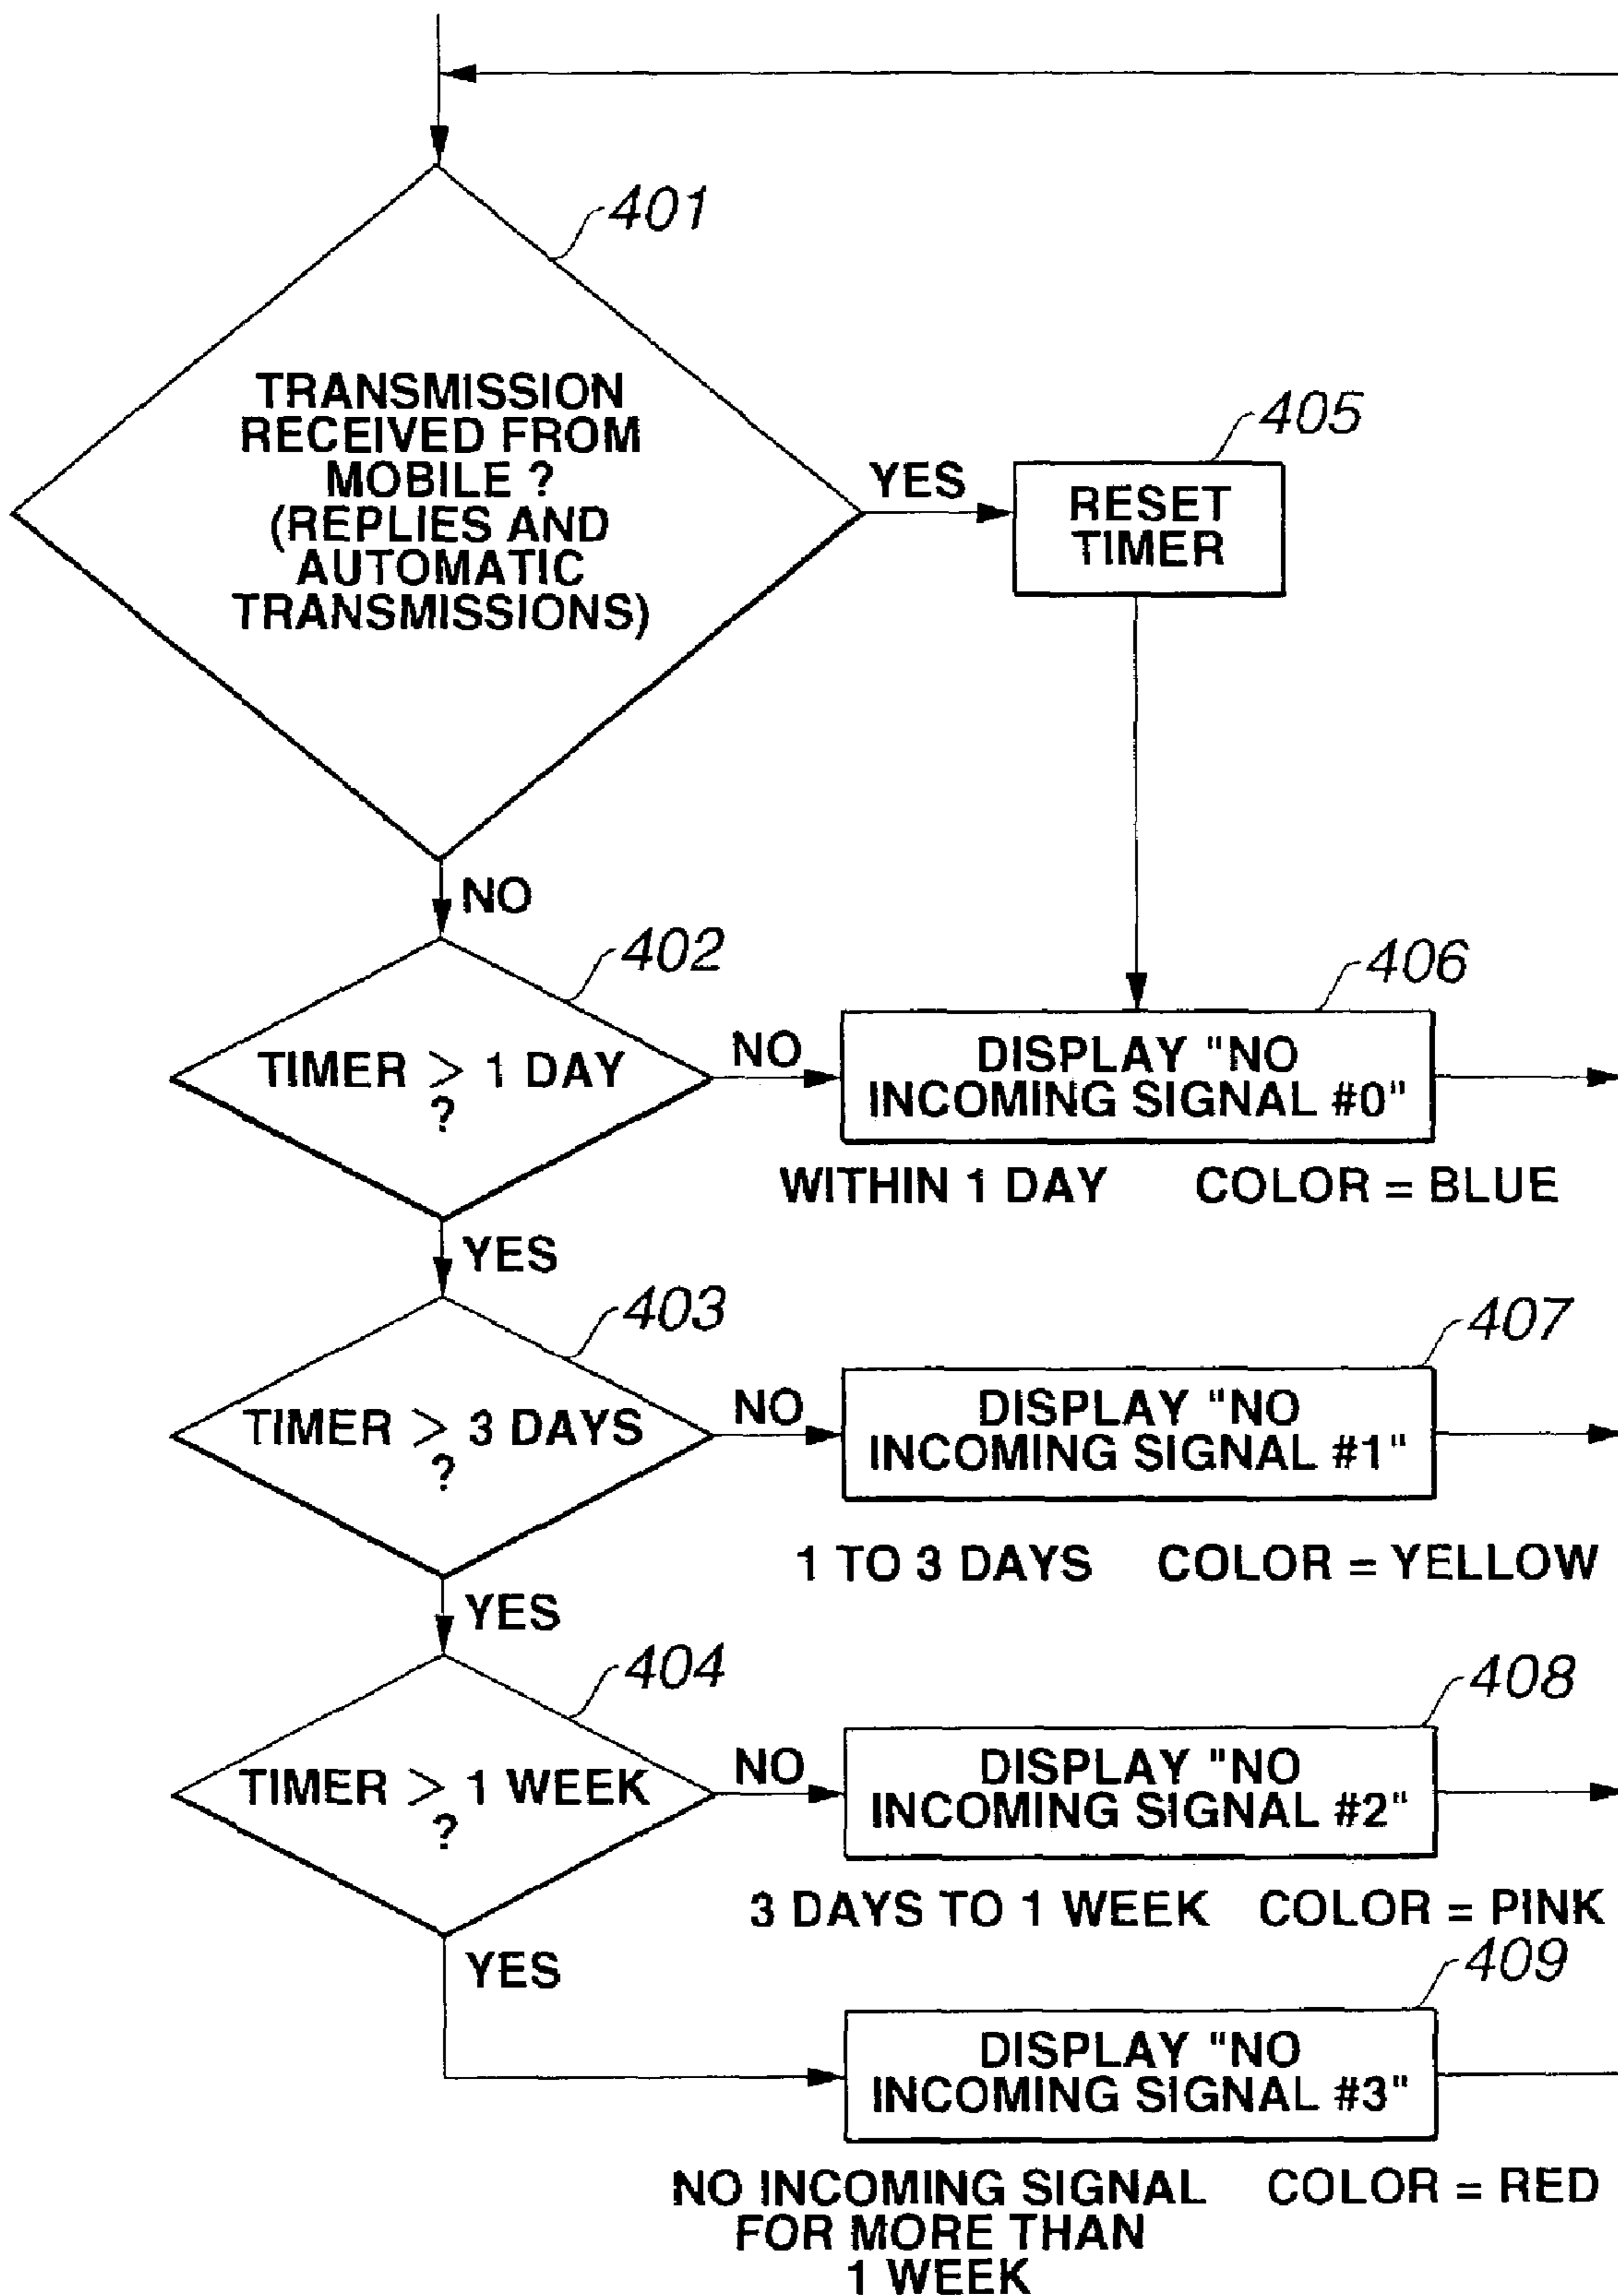 401
TRANSMISSION
RECEIVED FROM
MOBILE ?
(REPLIES AND
AUTOMATIC
TRANSMISSIONS)
YES
405
RESET
TIMER
NO
402
TIMER > 1 DAY
?
NO
406
DISPLAY "NO
INCOMING SIGNAL #0"
WITHIN 1 DAY COLOR = BLUE
YES
403
TIMER > 3 DAYS
?
NO
407
DISPLAY "NO
INCOMING SIGNAL #1"
1 TO 3 DAYS COLOR = YELLOW
YES
404
TIMER > 1 WEEK
?
NO
408
DISPLAY "NO
INCOMING SIGNAL #2"
3 DAYS TO 1 WEEK COLOR = PINK
YES
409
DISPLAY "NO
INCOMING SIGNAL #3"
NO INCOMING SIGNAL COLOR = RED
FOR MORE THAN
1 WEEK